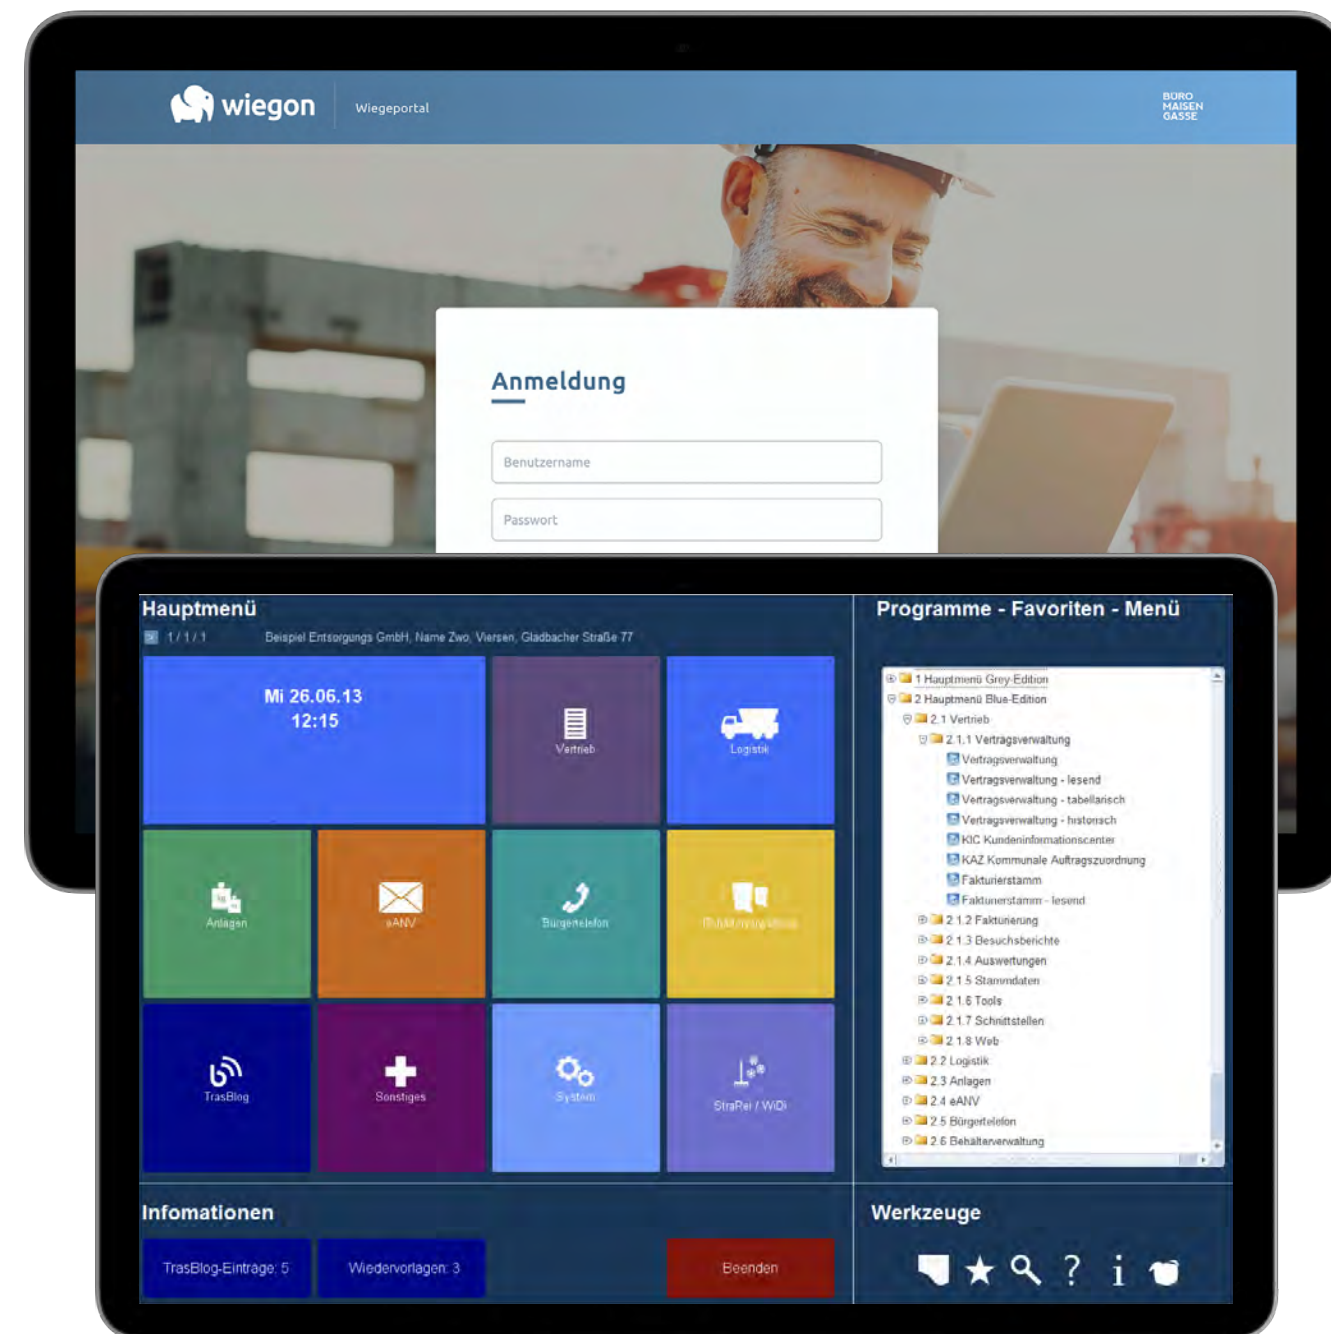 wiegon
Wiegeportal
BÜRO
MAISEN
GASSE
Anmeldung
Benutzername
Passwort
Hauptmenü
1 / 1 / 1
Beispiel Entsorgungs GmbH, Name Zwo, Viersen, Gladbacher Straße 77
Mi 26.06.13
12:15
Vertrieb
Logistik
Anlagen
eANV
Bürgertelefon
Behälterverwaltung
TrasBlog
Sonstiges
System
StraRei / WiDi
Infomationen
TrasBlog-Einträge: 5
Wiedervorlagen: 3
Beenden
Programme - Favoriten - Menü
1 Hauptmenü Grey-Edition
2 Hauptmenü Blue-Edition
2.1 Vertrieb
2.1.1 Vertragsverwaltung
Vertragsverwaltung
Vertragsverwaltung - lesend
Vertragsverwaltung - tabellarisch
Vertragsverwaltung - historisch
KIC Kundeninformationscenter
KAZ Kommunale Auftragszuordnung
Fakturierstamm
Fakturierstamm - lesend
2.1.2 Fakturierung
2.1.3 Besuchsberichte
2.1.4 Auswertungen
2.1.5 Stammdaten
2.1.6 Tools
2.1.7 Schnittstellen
2.1.8 Web
2.2 Logistik
2.3 Anlagen
2.4 eANV
2.5 Bürgertelefon
2.6 Behälterverwaltung
Werkzeuge